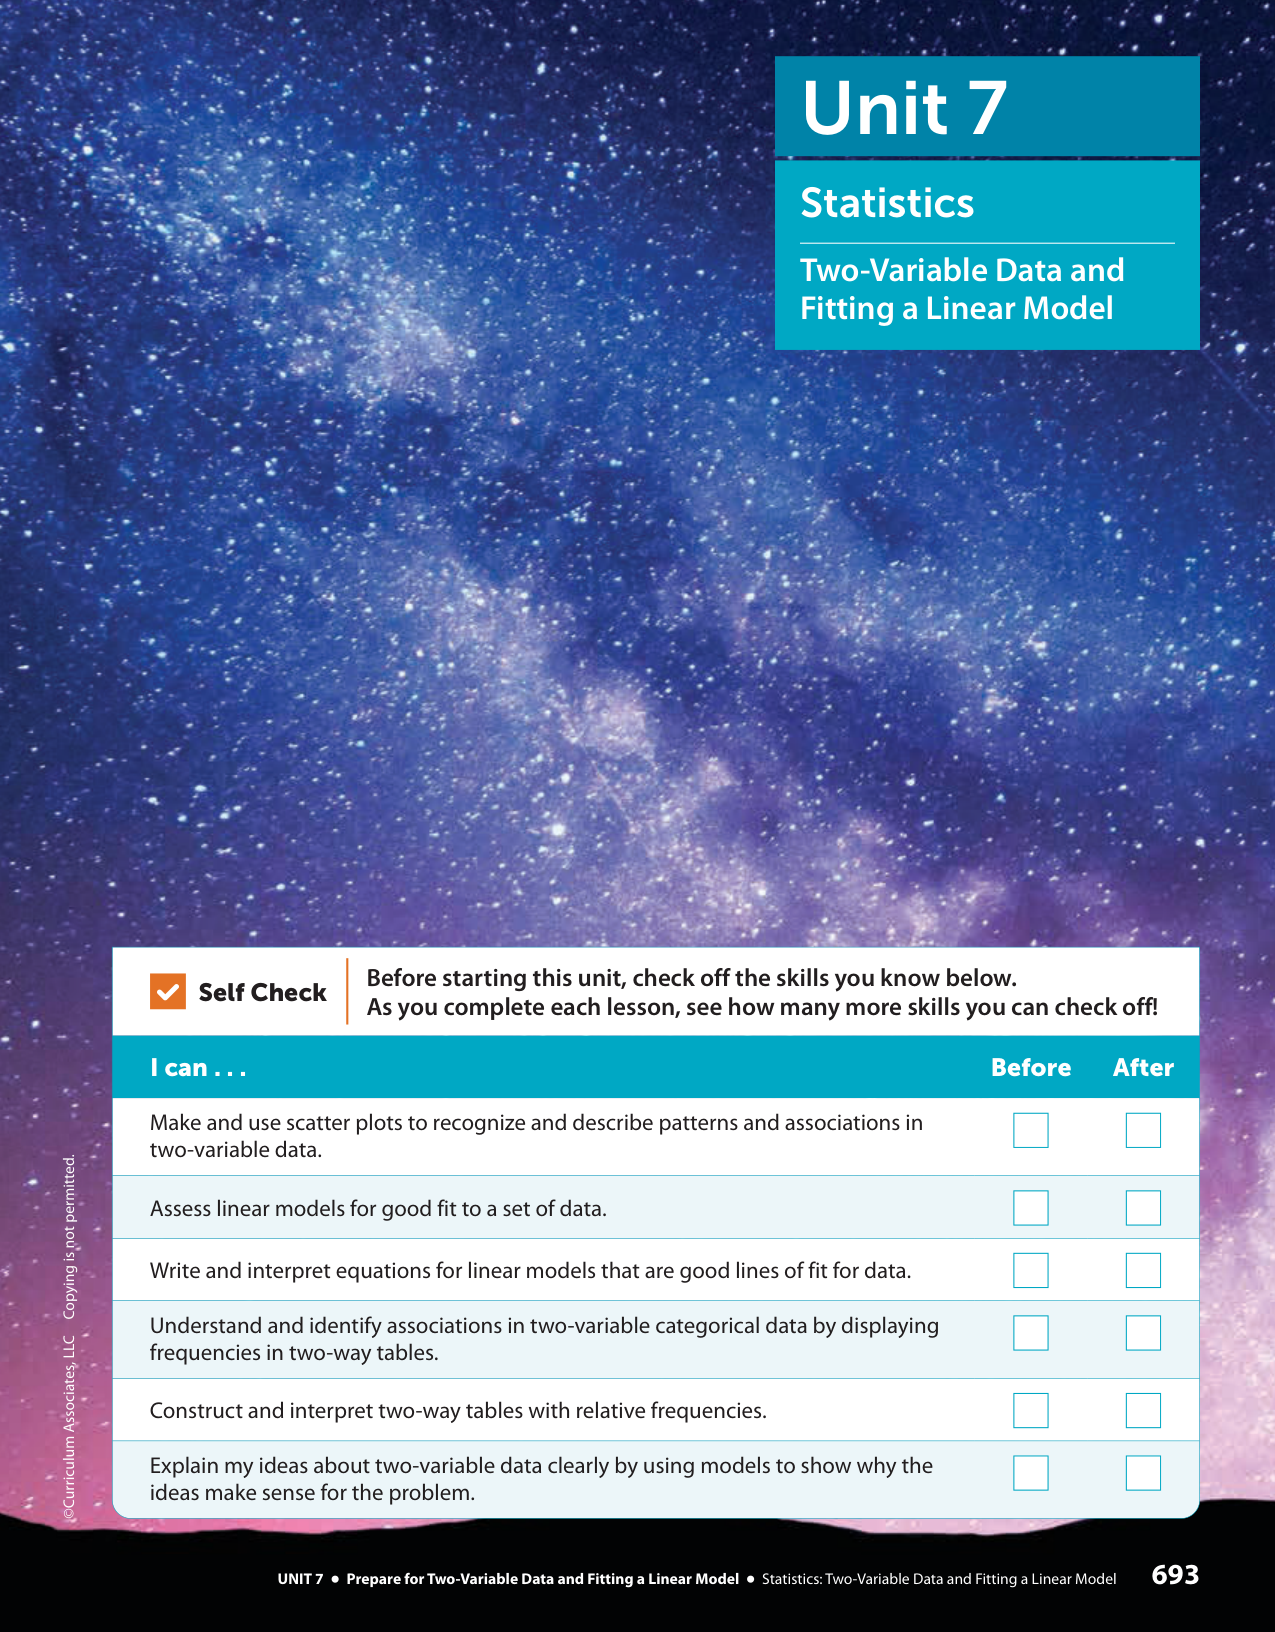 Unit 7
Statistics
Two-Variable Data and
Fitting a Linear Model
Self Check
Before starting this unit, check off the skills you know below.
As you complete each lesson, see how many more skills you can check off!
I can . . . Before After
Make and use scatter plots to recognize and describe patterns and associations in
two-variable data.
Assess linear models for good fit to a set of data.
Write and interpret equations for linear models that are good lines of fit for data.
Understand and identify associations in two-variable categorical data by displaying
frequencies in two-way tables.
Construct and interpret two-way tables with relative frequencies.
Explain my ideas about two-variable data clearly by using models to show why the
ideas make sense for the problem.
©Curriculum Associates, LLC Copying is not permitted.
UNIT 7 ● Prepare for Two-Variable Data and Fitting a Linear Model ● Statistics: Two-Variable Data and Fitting a Linear Model 693